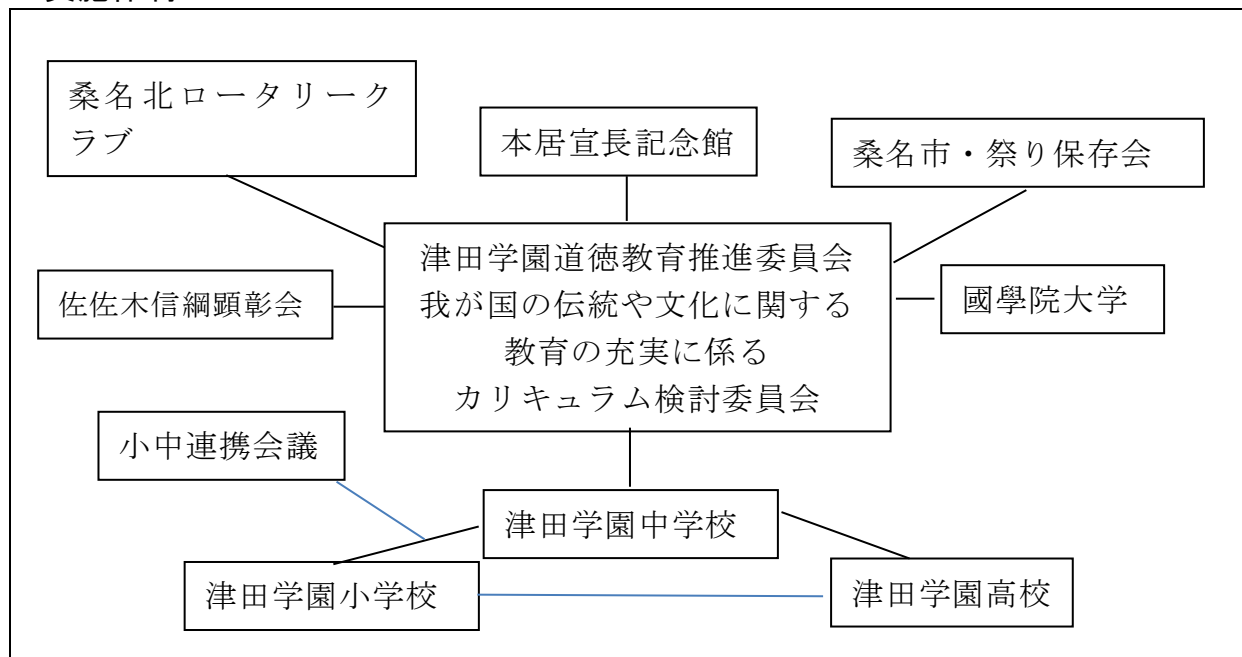 桑名北ロータリーク
ラブ
本居宣長記念館
桑名市・祭り保存会
津田学園道徳教育推進委員会
我が国の伝統や文化に関する
教育の充実に係る
カリキュラム検討委員会
佐佐木信綱顕彰会
國學院大学
小中連携会議
津田学園中学校
津田学園小学校
津田学園高校